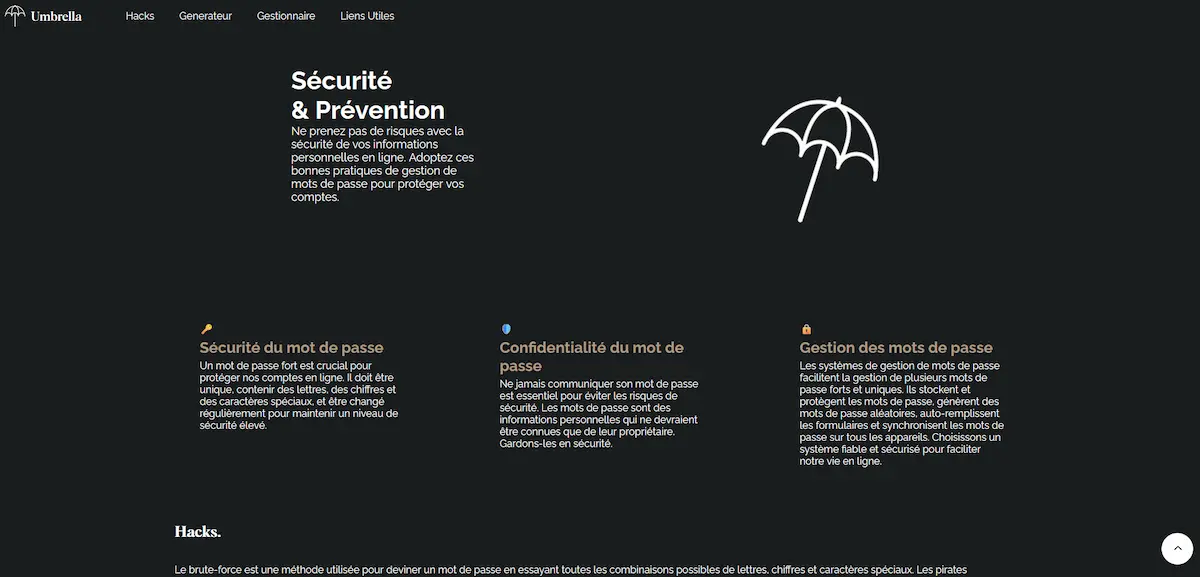 Umbrella
Hacks
Generateur
Gestionnaire
Liens Utiles
Sécurité
& Prévention
Ne prenez pas de risques avec la
sécurité de vos informations
personnelles en ligne. Adoptez ces
bonnes pratiques de gestion de
mots de passe pour protéger vos
comptes.
Sécurité du mot de passe
Un mot de passe fort est crucial pour
protéger nos comptes en ligne. Il doit être
unique, contenir des lettres, des chiffres et
des caractères spéciaux, et être changé
régulièrement pour maintenir un niveau de
sécurité élevé.
Confidentialité du mot de
passe
Ne jamais communiquer son mot de passe
est essentiel pour éviter les risques de
sécurité. Les mots de passe sont des
informations personnelles qui ne devraient
être connues que de leur propriétaire.
Gardons-les en sécurité.
Gestion des mots de passe
Les systèmes de gestion de mots de passe
facilitent la gestion de plusieurs mots de
passe forts et uniques. Ils stockent et
protègent les mots de passe, génèrent des
mots de passe aléatoires, auto-remplissent
les formulaires et synchronisent les mots de
passe sur tous les appareils. Choisissons un
système fiable et sécurisé pour faciliter
notre vie en ligne.
Hacks.
Le brute-force est une méthode utilisée pour deviner un mot de passe en essayant toutes les combinaisons possibles de lettres, chiffres et caractères spéciaux. Les pirates